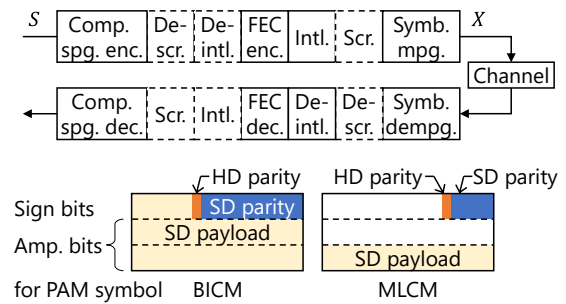 S
Comp. spg. enc.
De-scr.
De-intl.
FEC enc.
Intl.
Scr.
Symb. mpg.
X
Channel
Comp. spg. dec.
Scr.
Intl.
FEC dec.
De-intl.
De-scr.
Symb. dempg.
HD parity
HD parity
SD parity
Sign bits
SD parity
Amp. bits
SD payload
SD payload
for PAM symbol
BICM
MLCM